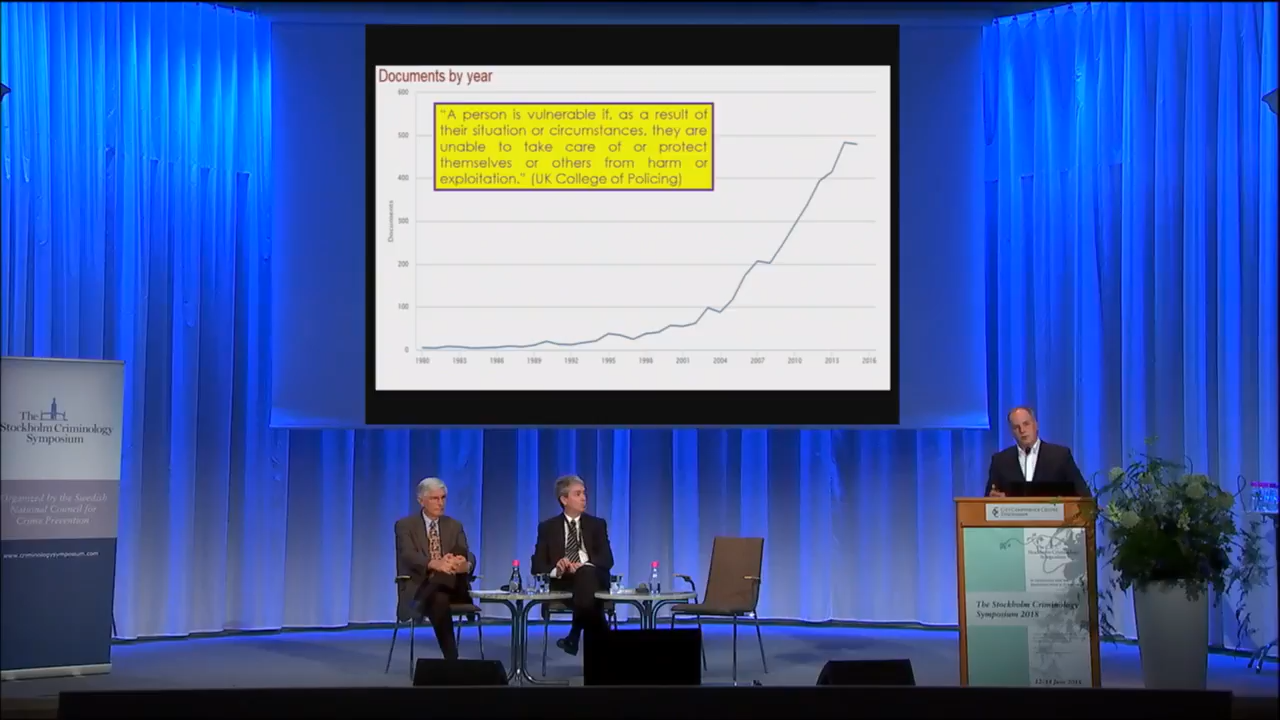 Documents by year
600
"A person is vulnerable if, as a result of
their situation or circumstances, they are
unable to take care of or protect
themselves or others from harm or
exploitation." (UK College of Policing)
500
400
300
200
100
0
Documents
1980 1983 1986 1989 1992 1995 1998 2001 2004 2007 2010 2013 2016
The
Stockholm Criminology
Symposium
Organized by the Swedish
National Council for
Crime Prevention
www.criminologysymposium.com
The Stockholm Criminology
Symposium 2018
12-14 June 2018